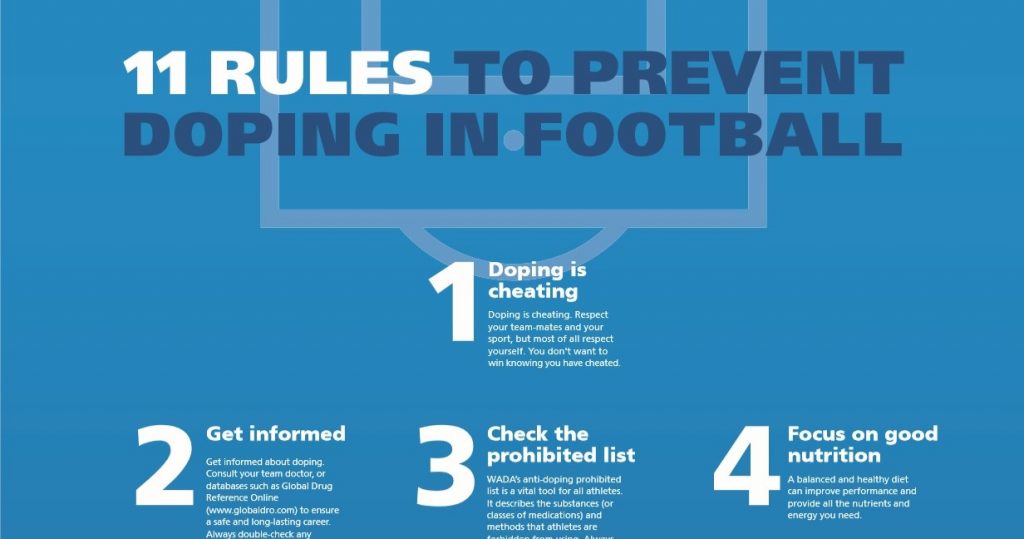 11 RULES TO PREVENT
DOPING IN FOOTBALL
1
Doping is
cheating
Doping is cheating. Respect
your team-mates and your
sport, but most of all respect
yourself. You don't want to
win knowing you have cheated.
2
Get informed
Get informed about doping.
Consult your team doctor, or
databases such as Global Drug
Reference Online
(www.globaldro.com) to ensure
a safe and long-lasting career.
Always double-check any
3
Check the
prohibited list
WADA's anti-doping prohibited
list is a vital tool for all athletes.
It describes the substances (or
classes of medications) and
methods that athletes are
forbidden from using. Always
4
Focus on good
nutrition
A balanced and healthy diet
can improve performance and
provide all the nutrients and
energy you need.